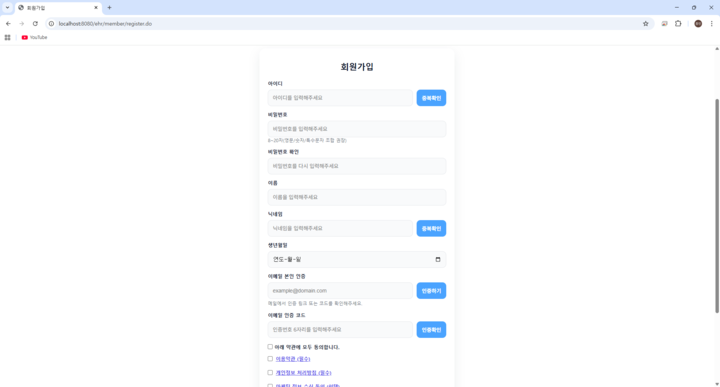 회원가입
localhost:8080/ehr/member/register.do
YouTube
회원가입
아이디
아이디를 입력해주세요
중복확인
비밀번호
비밀번호를 입력해주세요
8~20자(영문/숫자/특수문자 조합 권장)
비밀번호 확인
비밀번호를 다시 입력해주세요
이름
이름을 입력해주세요
닉네임
닉네임을 입력해주세요
중복확인
생년월일
연도-월-일
이메일 본인 인증
example@domain.com
인증하기
메일에서 인증 링크 또는 코드를 확인해주세요.
이메일 인증 코드
인증번호 6자리를 입력해주세요
인증확인
아래 약관에 모두 동의합니다.
이용약관 (필수)
개인정보 처리방침 (필수)